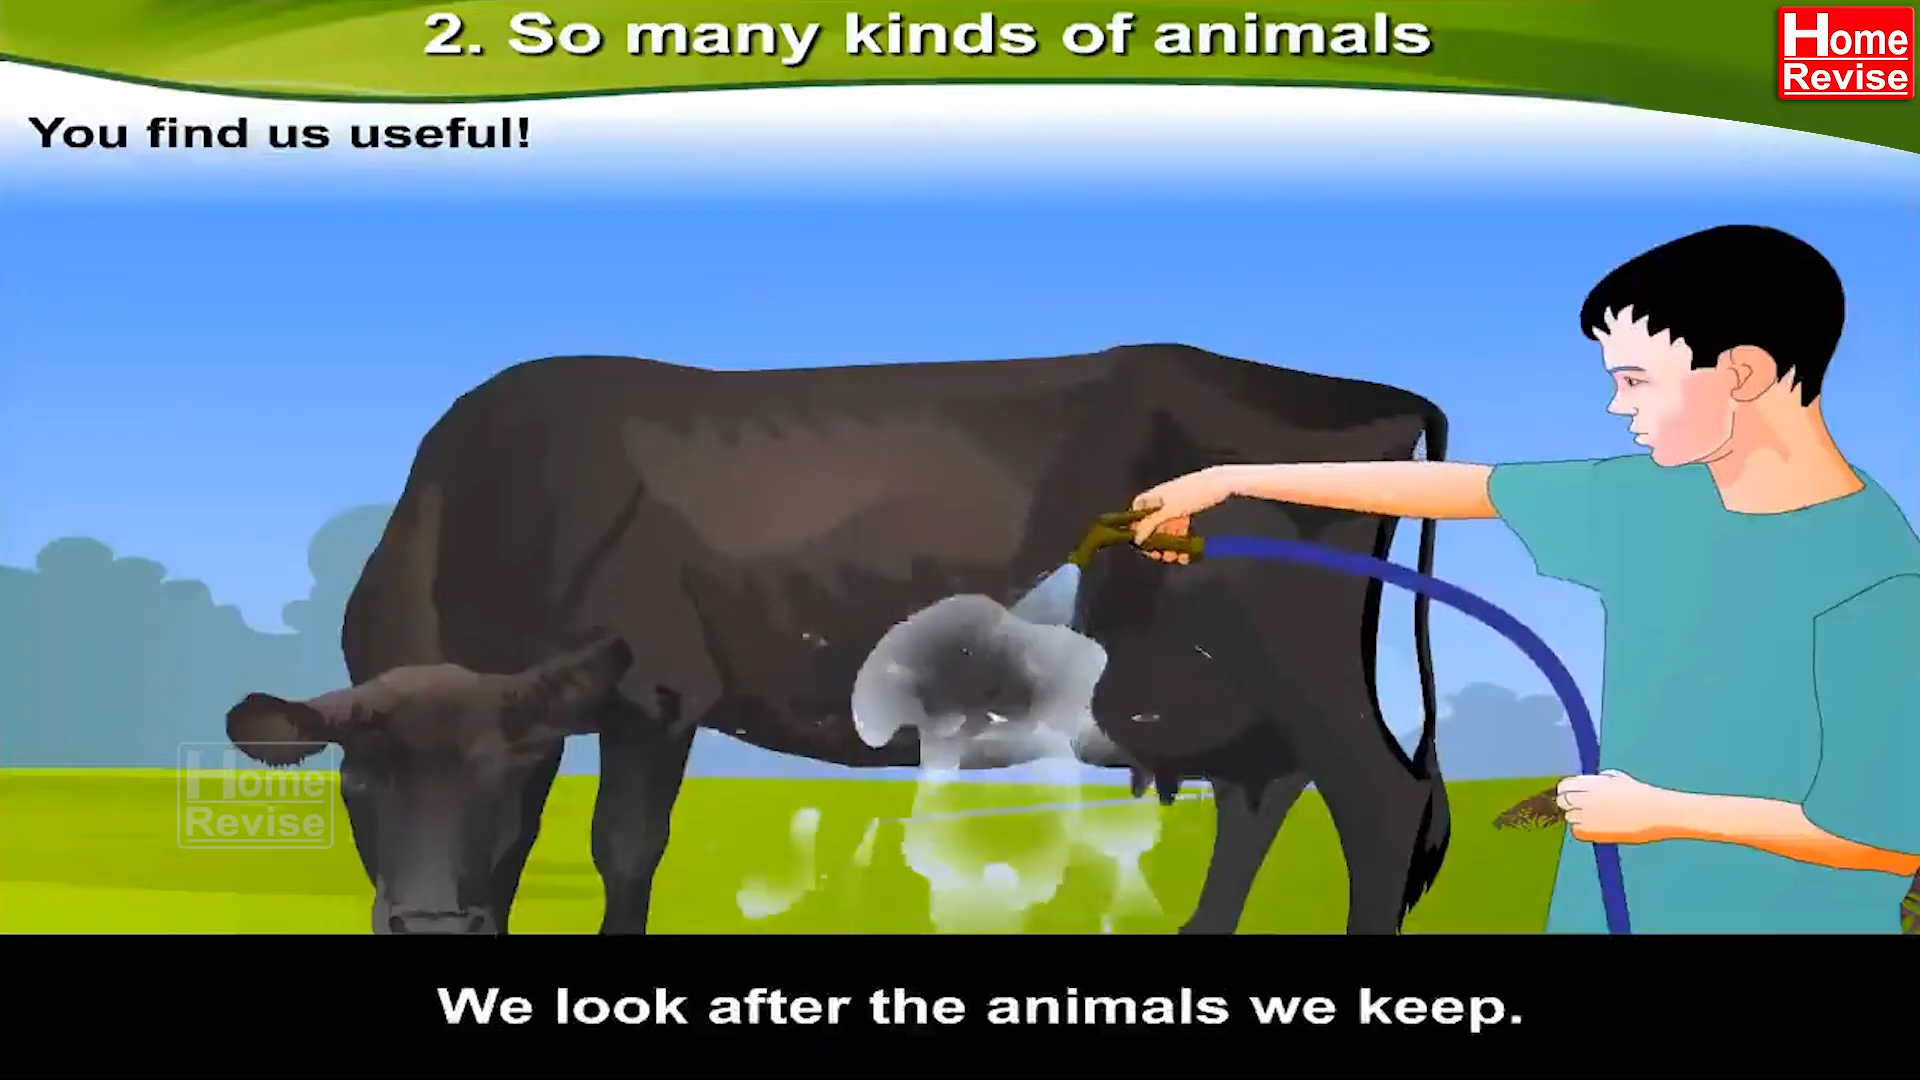 2. So many kinds of animals
Home
Revise
You find us useful!
Home
Revise
We look after the animals we keep.